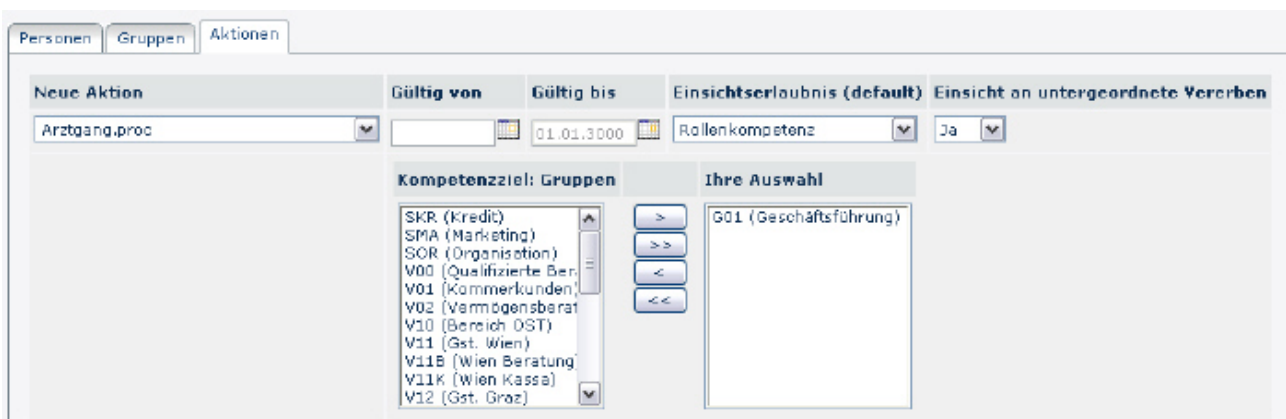 Personen Gruppen Aktionen
Neue Aktion Gültig von Gültig bis Einsichtserlaubnis (default) Einsicht an untergeordnete Vererben
Arztgang.proc 01.01.3000 Rollenkompetenz Ja
Kompetenzziel: Gruppen Ihre Auswahl
SKR (Kredit) > G01 (Geschäftsführung)
SMA (Marketing)
SOR (Organisation) >>
V00 (Qualifizierte Ber
V01 (Kommerkunden) <
V02 (Vermögensberat <<
V10 (Bereich OST)
V11 (Gst. Wien)
V11B (Wien Beratung)
V11K (Wien Kassa)
V12 (Gst. Graz)